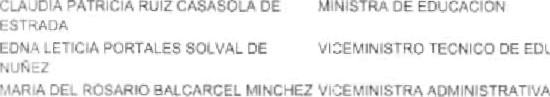 CLAUDIA PATRICIA RUIZ CASASOLA DE MINISTRA DE EDUCACION
ESTRADA
EDNA LETICIA PORTALES SOLVAL DE VICEMINISTRO TECNICO DE EDU
NUÑEZ
MARIA DEL ROSARIO BALCARCEL MINCHEZ VICEMINISTRA ADMINISTRATIVA